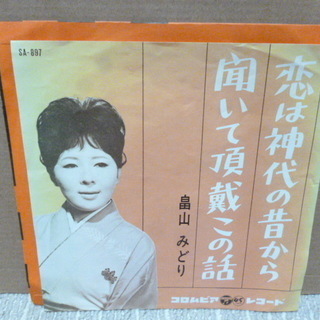 SA-897
恋は神代の昔から
聞いて頂戴この話
畠山 みどり
コロムビア レコード